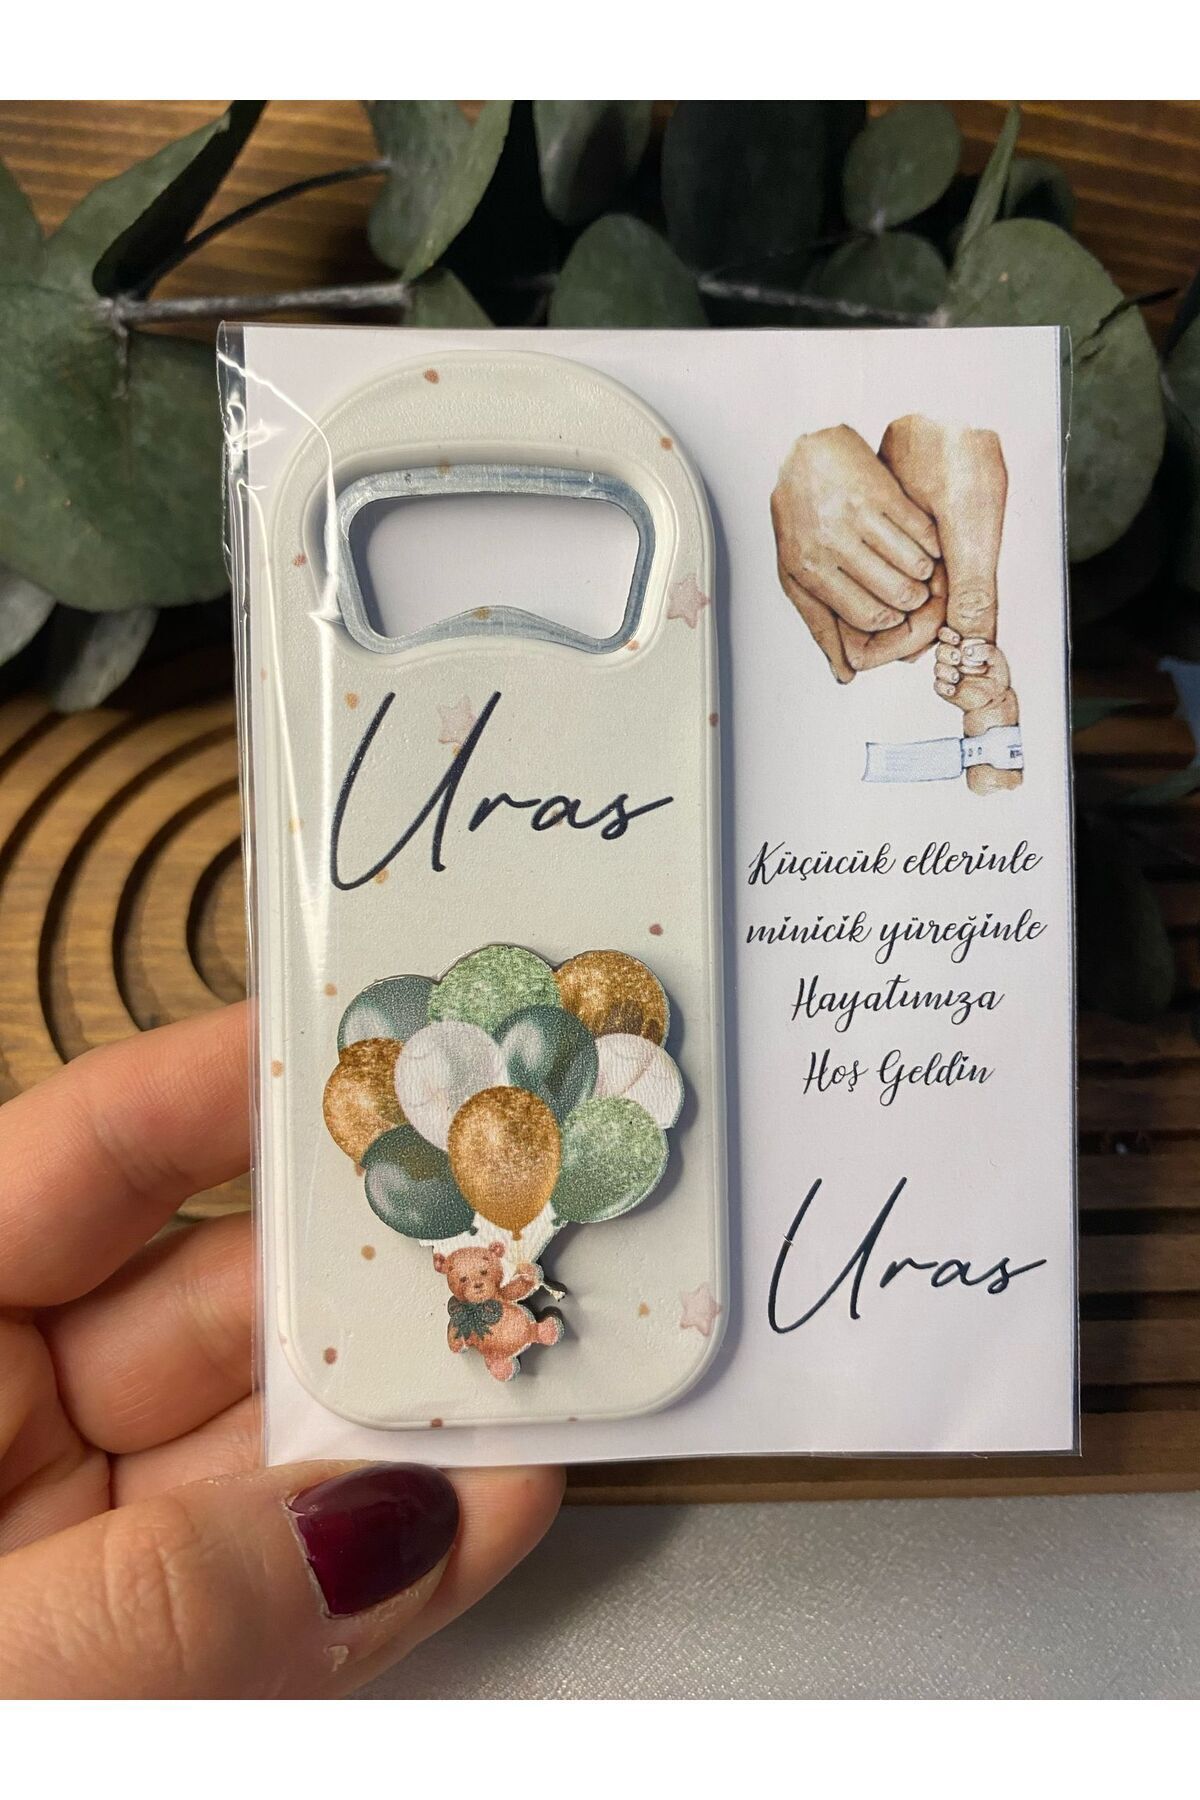 Uras
Küçücük ellerinle
minicik yüreğinle
Hayatımıza
Hoş Geldin
Uras